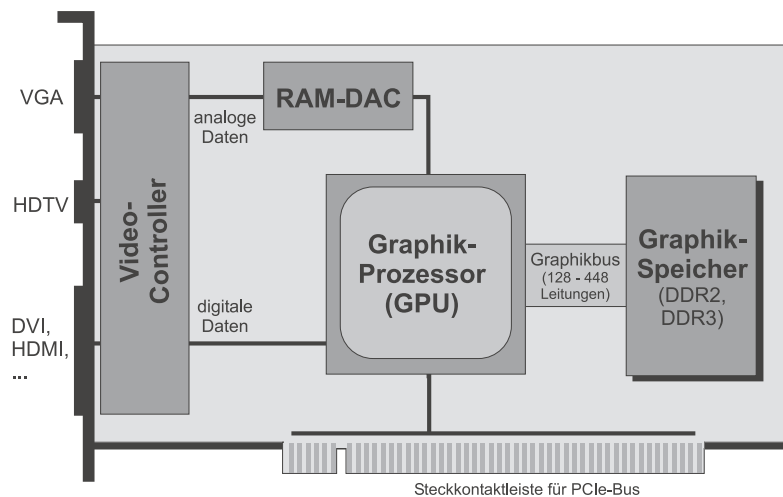 VGA
HDTV
DVI,
HDMI,
...
Video-
Controller
analoge
Daten
RAM-DAC
digitale
Daten
Graphik-
Prozessor
(GPU)
Graphikbus
(128 - 448
Leitungen)
Graphik-
Speicher
(DDR2,
DDR3)
Steckkontaktleiste für PCIe-Bus